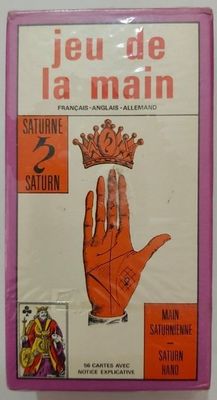 jeu de
la main
FRANÇAIS-ANGLAIS-ALLEMAND
SATURNE
SATURN
MAIN
SATURNIENNE
—
SATURN
HAND
56 CARTES AVEC
NOTICE EXPLICATIVE